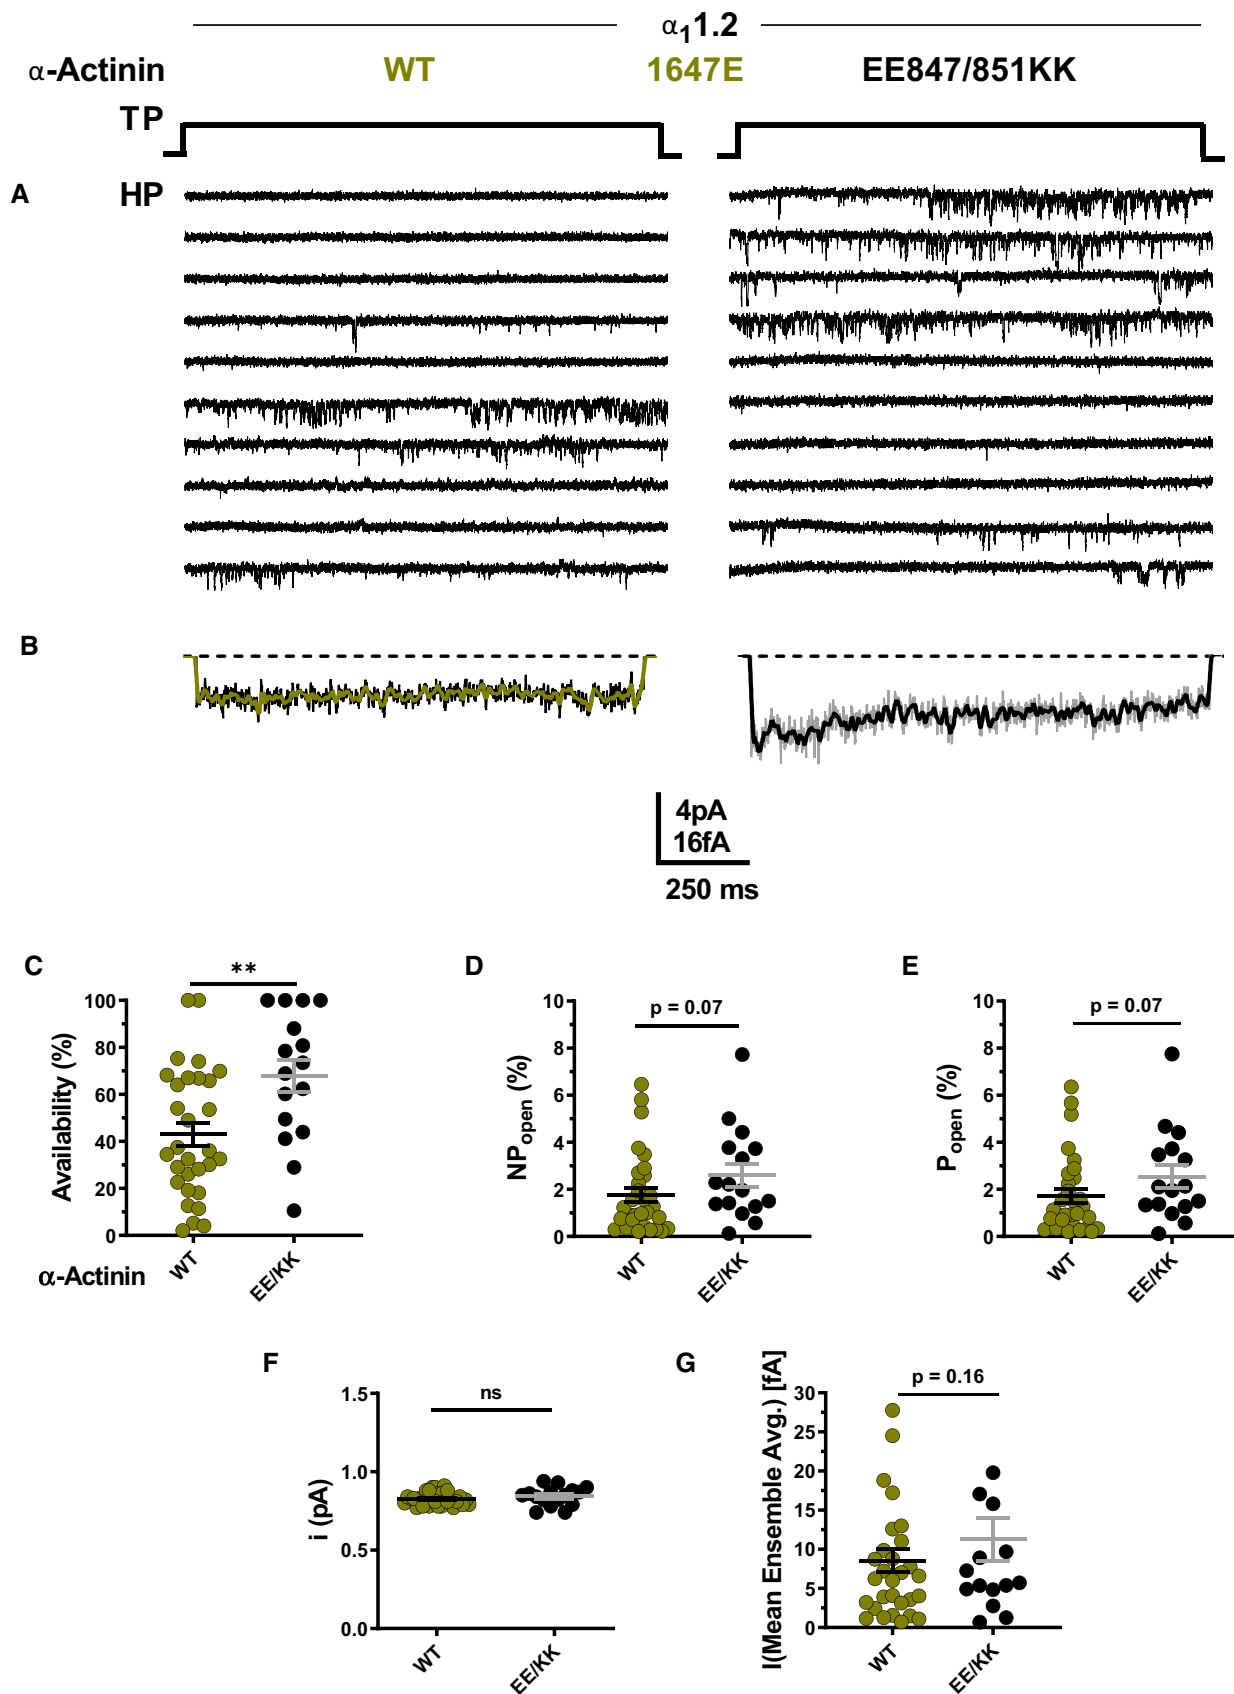 α₁1.2
α-Actinin WT 1647E EE847/851KK
TP
A HP
B
4pA
16fA
250 ms
C
**
Availability (%)
100
80
60
40
20
0
α-Actinin
WT
EE/KK
D
p = 0.07
NPopen (%)
10
8
6
4
2
0
WT
EE/KK
E
p = 0.07
Popen (%)
10
8
6
4
2
0
WT
EE/KK
F
ns
i (pA)
1.5
1.0
0.5
0.0
WT
EE/KK
G
p = 0.16
I(Mean Ensemble Avg.) [fA]
30
25
20
15
10
5
0
WT
EE/KK